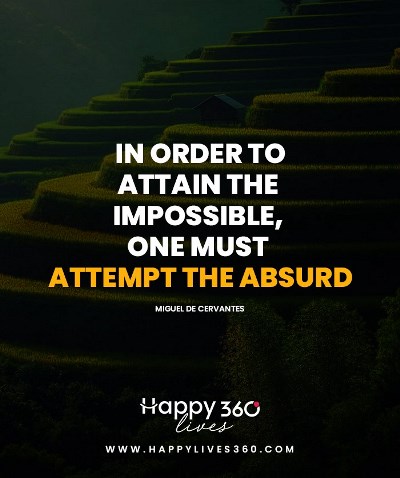 IN ORDER TO
ATTAIN THE
IMPOSSIBLE,
ONE MUST
ATTEMPT THE ABSURD
MIGUEL DE CERVANTES
Happy 360°
lives
WWW.HAPPYLIVES360.COM